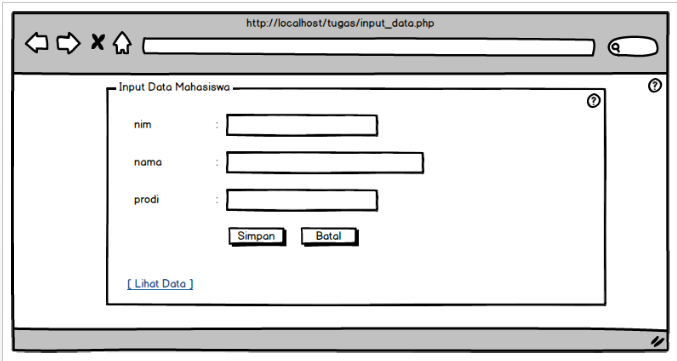 http://localhost/tugas/input_data.php
Input Data Mahasiswa
nim :
nama :
prodi :
Simpan Batal
[ Lihat Data ]